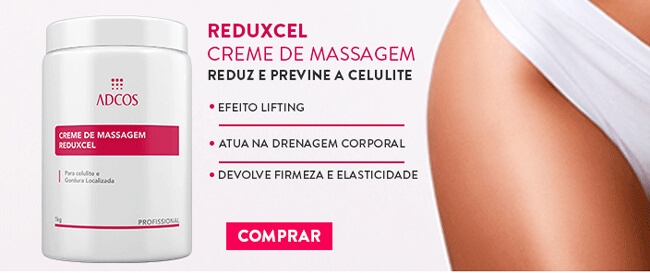 ADCOS
CREME DE MASSAGEM
REDUXCEL
Para celulite e
Gordura Localizada
1kg
PROFISSIONAL
REDUXCEL
CREME DE MASSAGEM
REDUZ E PREVINE A CELULITE
• EFEITO LIFTING
• ATUA NA DRENAGEM CORPORAL
• DEVOLVE FIRMEZA E ELASTICIDADE
COMPRAR